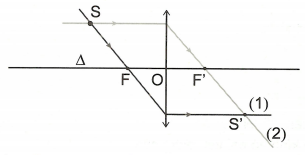 S
Δ
F O F'
S' (1)
(2)